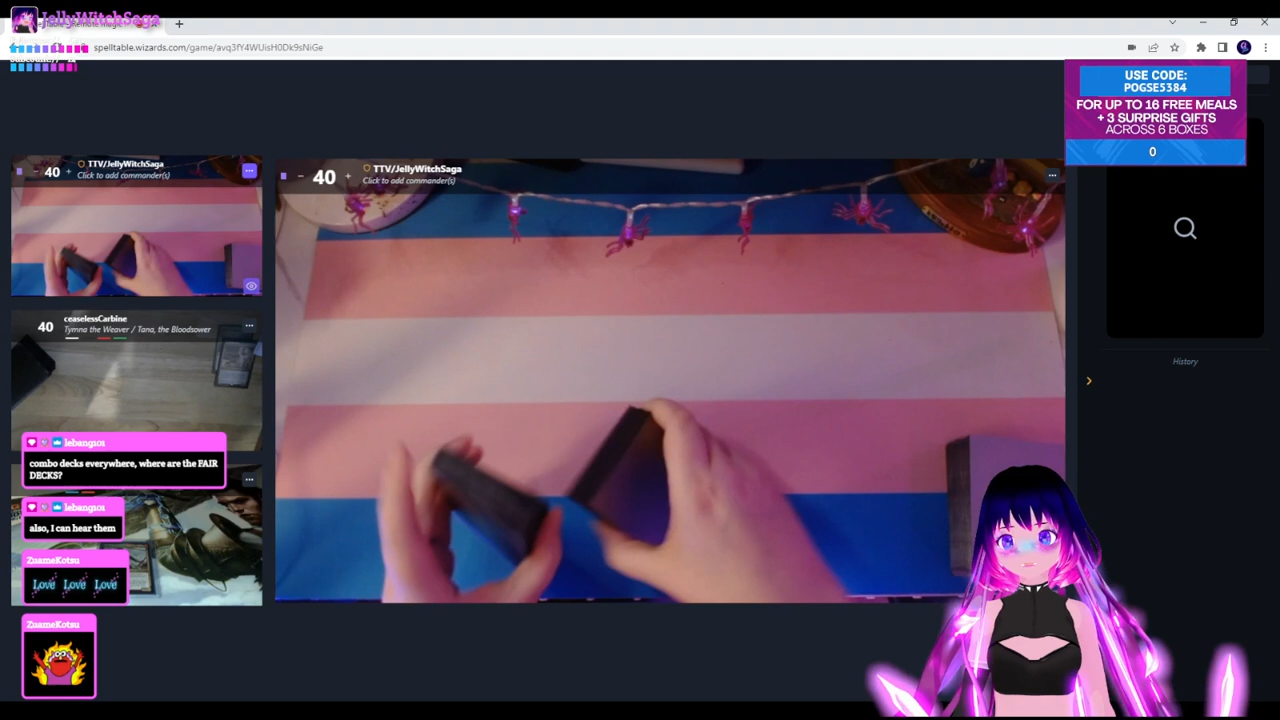 JellyWitchSaga
spelltable.wizards.com/game/avq3fY4WUisH0Dk9sNiGe
USE CODE:
POGSE5384
FOR UP TO 16 FREE MEALS
+ 3 SURPRISE GIFTS
ACROSS 6 BOXES
0
40
TTV/JellyWitchSaga
Click to add commander(s)
40
TTV/JellyWitchSaga
Click to add commander(s)
40
ceaselessCarbine
Tymna the Weaver / Tana, the Bloodsower
History
lebang101
combo decks everywhere, where are the FAIR
DECKS?
lebang101
also, I can hear them
ZuameKotsu
Love Love Love
ZuameKotsu